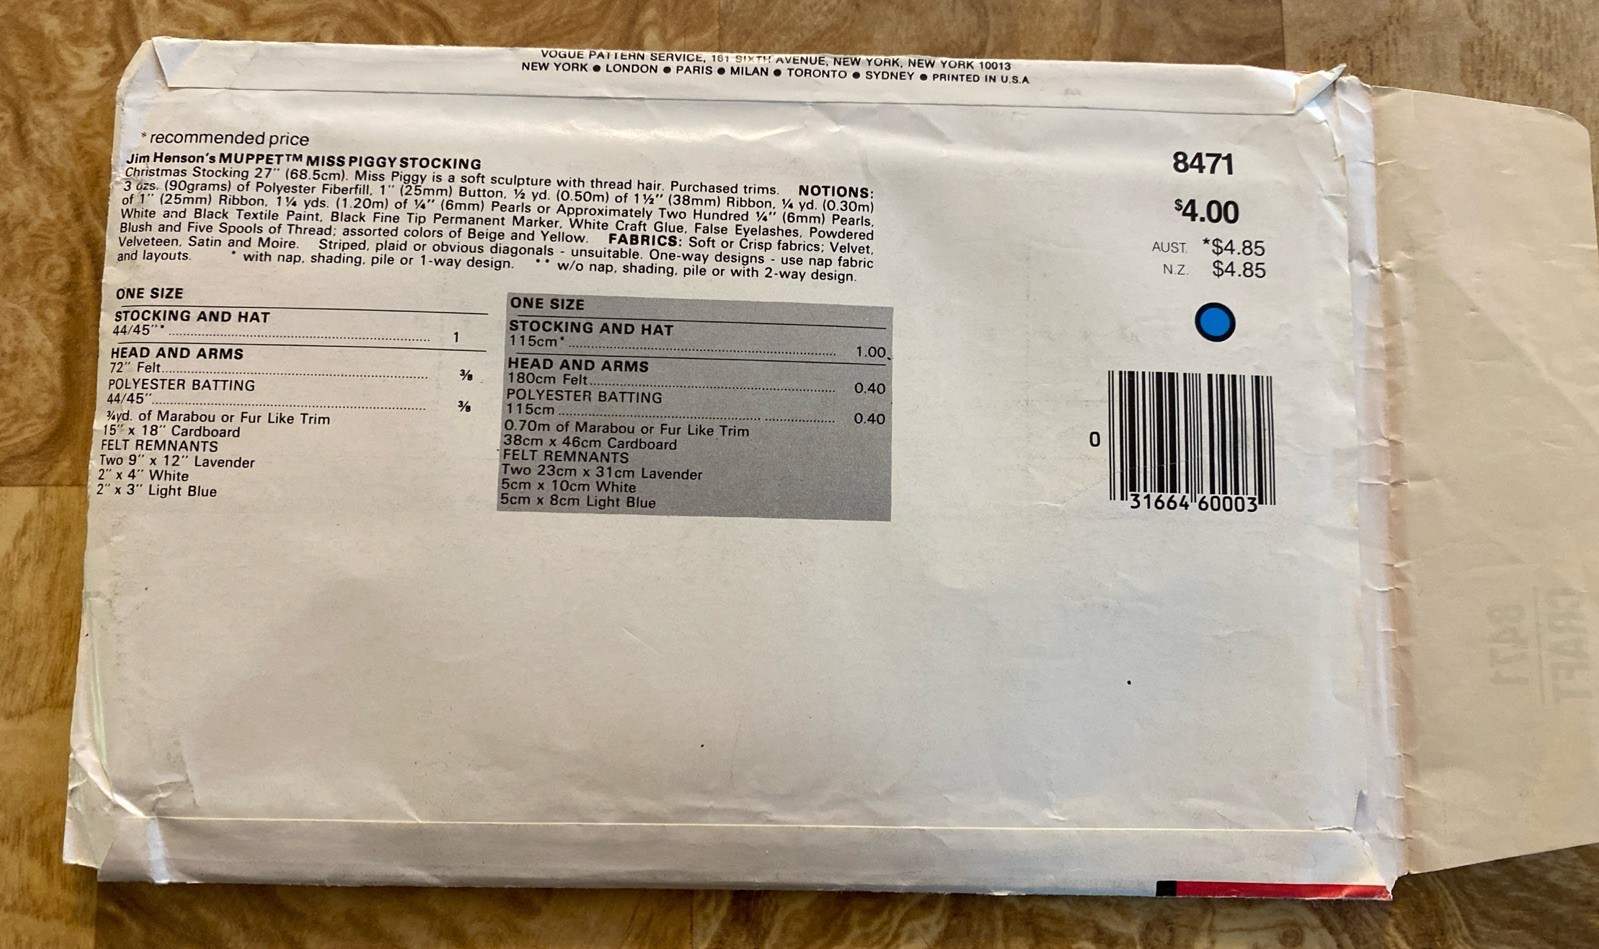 VOGUE PATTERN SERVICE, 161 SIXTH AVENUE, NEW YORK, NEW YORK 10013
NEW YORK ● LONDON ● PARIS ● MILAN ● TORONTO ● SYDNEY ● PRINTED IN U.S.A
*recommended price
Jim Henson's MUPPET™ MISS PIGGY STOCKING
Christmas Stocking 27" (68.5cm). Miss Piggy is a soft sculpture with thread hair. Purchased trims. NOTIONS:
3 ozs. (90grams) of Polyester Fiberfill, 1" (25mm) Button, ½ yd. (0.50m) of 1½" (38mm) Ribbon, ¼ yd. (0.30m)
of 1" (25mm) Ribbon, 1¼ yds. (1.20m) of ¼" (6mm) Pearls or Approximately Two Hundred ¼" (6mm) Pearls,
White and Black Textile Paint, Black Fine Tip Permanent Marker, White Craft Glue, False Eyelashes, Powdered
Blush and Five Spools of Thread; assorted colors of Beige and Yellow. FABRICS: Soft or Crisp fabrics; Velvet,
Velveteen, Satin and Moire. Striped, plaid or obvious diagonals - unsuitable. One-way designs - use nap fabric
and layouts. * with nap, shading, pile or 1-way design. ** w/o nap, shading, pile or with 2-way design.
ONE SIZE
STOCKING AND HAT
44/45"* 1
HEAD AND ARMS
72" Felt ⅜
POLYESTER BATTING
44/45" ⅜
¾yd. of Marabou or Fur Like Trim
15" x 18" Cardboard
FELT REMNANTS
Two 9" x 12" Lavender
2" x 4" White
2" x 3" Light Blue
ONE SIZE
STOCKING AND HAT
115cm* 1.00
HEAD AND ARMS
180cm Felt 0.40
POLYESTER BATTING
115cm 0.40
0.70m of Marabou or Fur Like Trim
38cm x 46cm Cardboard
FELT REMNANTS
Two 23cm x 31cm Lavender
5cm x 10cm White
5cm x 8cm Light Blue
8471
$4.00
AUST. *$4.85
N.Z. $4.85
0 31664 60003
CRAFT
8471